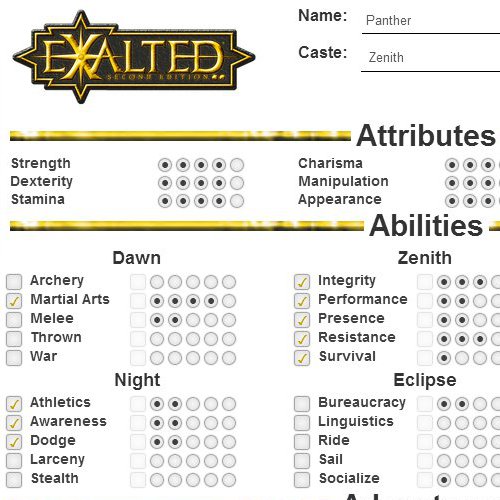 EXALTED
SECOND EDITION
Name: Panther
Caste: Zenith
Attributes
Strength Charisma
Dexterity Manipulation
Stamina Appearance
Abilities
Dawn Zenith
Archery Integrity
Martial Arts Performance
Melee Presence
Thrown Resistance
War Survival
Night Eclipse
Athletics Bureaucracy
Awareness Linguistics
Dodge Ride
Larceny Sail
Stealth Socialize